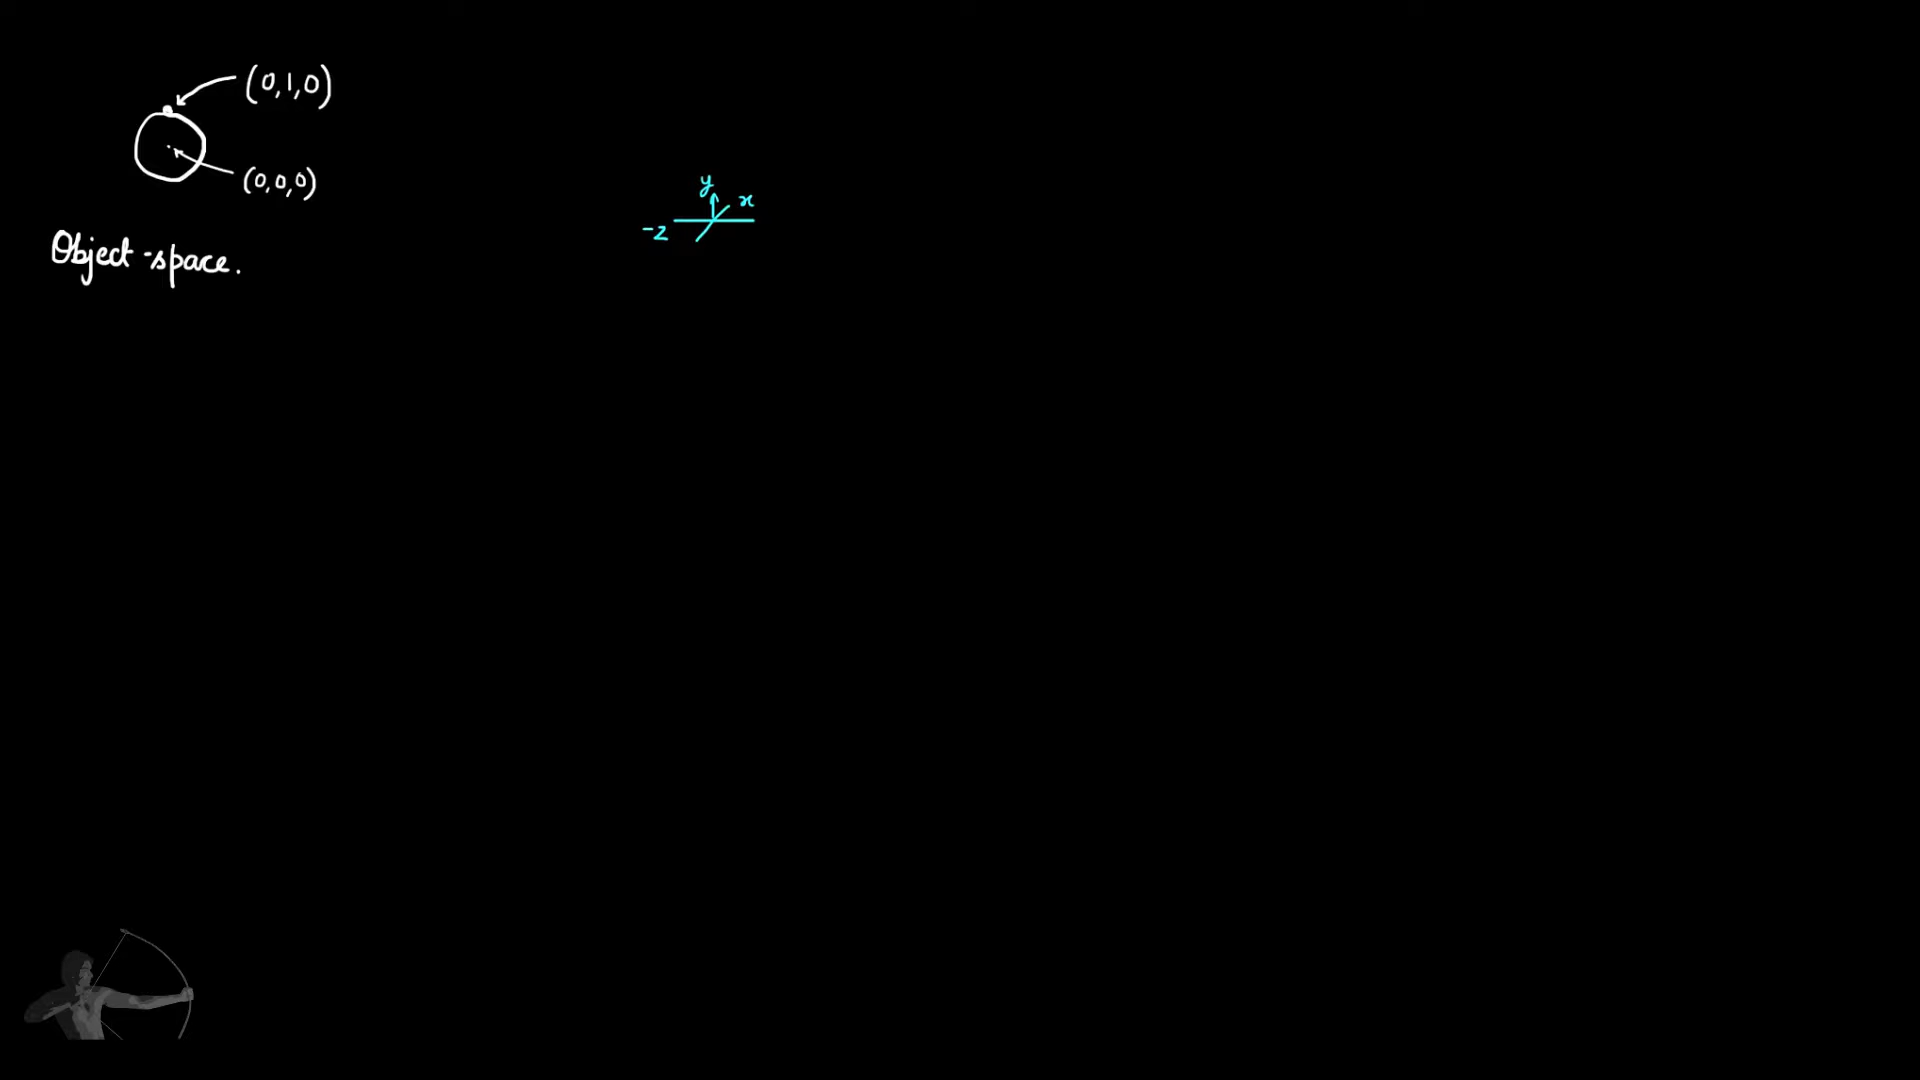 (0,1,0)
(0,0,0)
Object-space.
y
x
-z